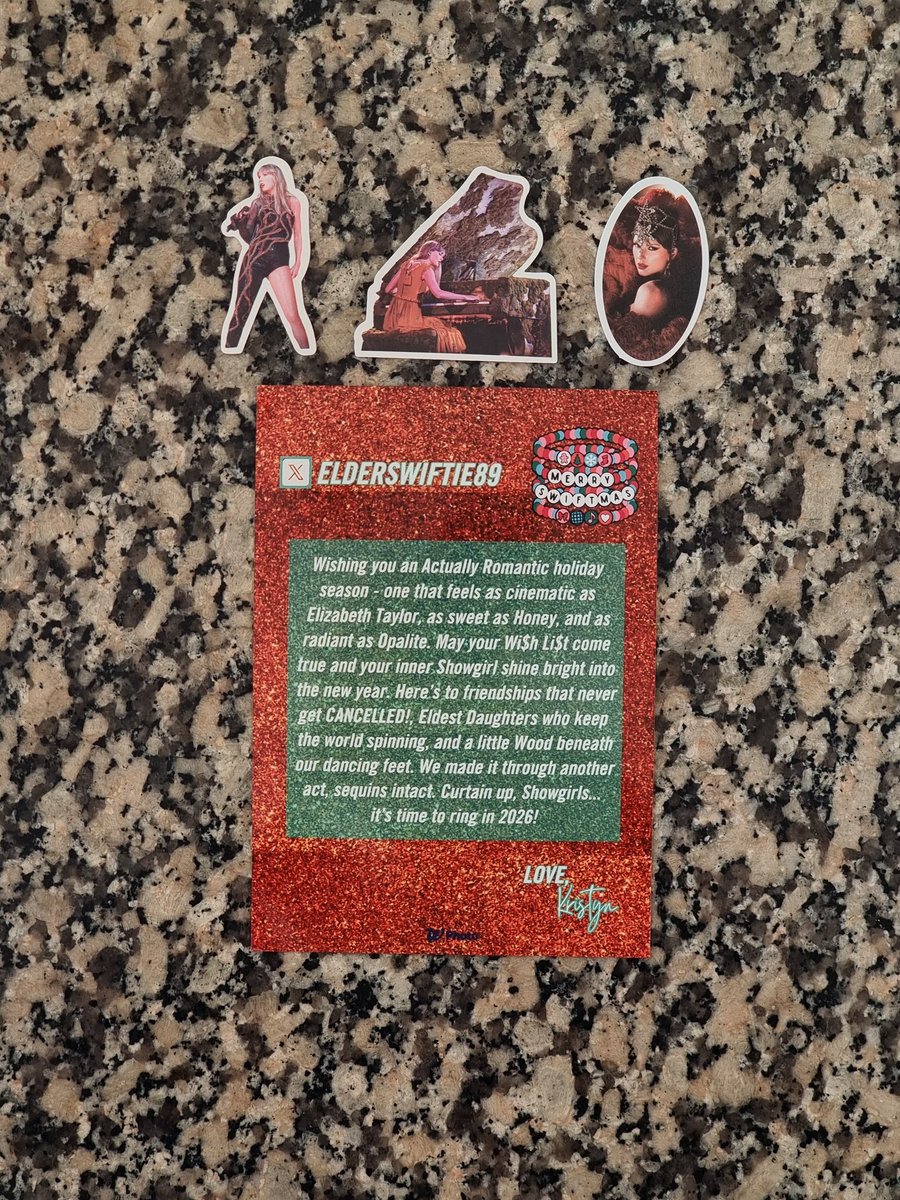 X ELDERSWIFTIE89
MERRY
SWIFTMAS
Wishing you an Actually Romantic holiday
season - one that feels as cinematic as
Elizabeth Taylor, as sweet as Honey, and as
radiant as Opalite. May your Wi$h Li$t come
true and your inner Showgirl shine bright into
the new year. Here's to friendships that never
get CANCELLED!, Eldest Daughters who keep
the world spinning, and a little Wood beneath
our dancing feet. We made it through another
act, sequins intact. Curtain up, Showgirls...
it's time to ring in 2026!
LOVE,
Kristyn
Photo